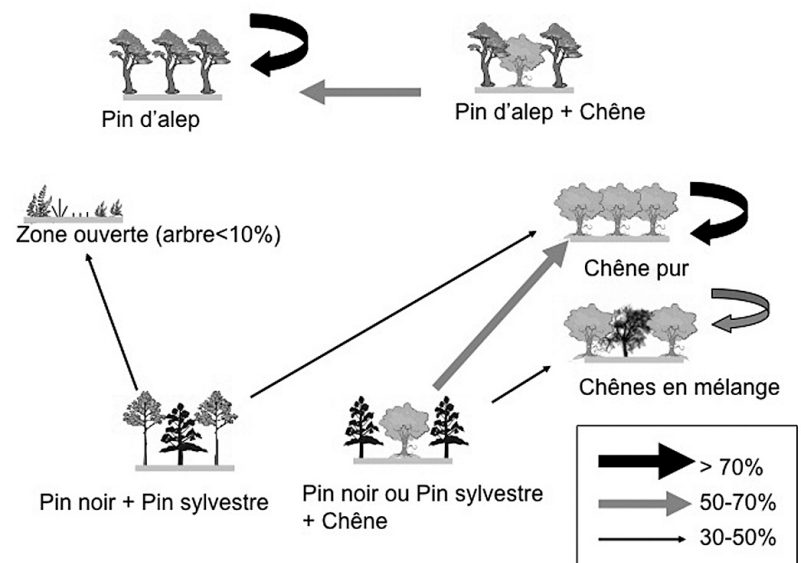 Pin d'alep
Pin d'alep + Chêne
Zone ouverte (arbre<10%)
Chêne pur
Chênes en mélange
Pin noir + Pin sylvestre
Pin noir ou Pin sylvestre
+ Chêne
> 70%
50-70%
30-50%